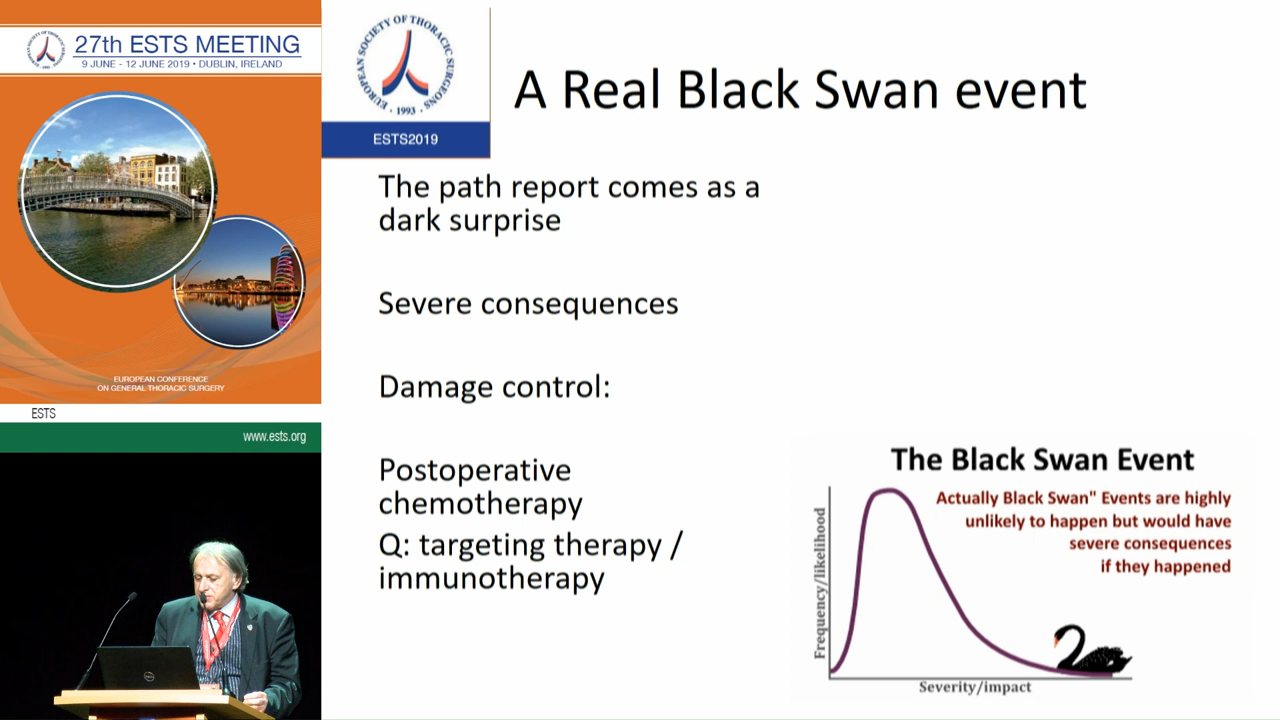 27th ESTS MEETING
9 JUNE - 12 JUNE 2019 • DUBLIN, IRELAND
EUROPEAN CONFERENCE
ON GENERAL THORACIC SURGERY
ESTS
www.ests.org
EUROPEAN SOCIETY OF THORACIC SURGEONS
· 1993 ·
ESTS2019
A Real Black Swan event
The path report comes as a
dark surprise
Severe consequences
Damage control:
Postoperative
chemotherapy
Q: targeting therapy /
immunotherapy
The Black Swan Event
Actually Black Swan" Events are highly
unlikely to happen but would have
severe consequences
if they happened
Frequency/likelihood
Severity/impact
DELL